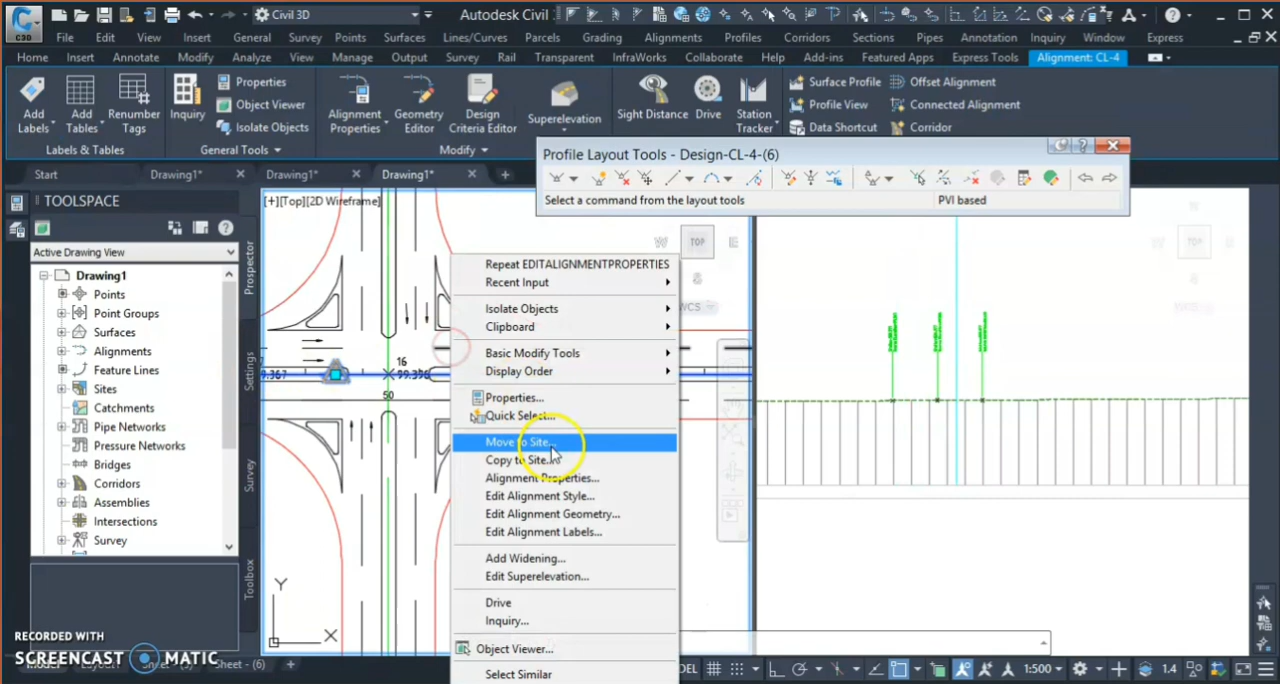 Civil 3D
Autodesk Civil
C3D
File Edit View Insert General Survey Points Surfaces Lines/Curves Parcels Grading Alignments Profiles Corridors Sections Pipes Annotation Inquiry Window Express
Home Insert Annotate Modify Analyze View Manage Output Survey Rail Transparent InfraWorks Collaborate Help Add-ins Featured Apps Express Tools Alignment: CL-4
Add Labels
Add Tables
Renumber Tags
Inquiry
Properties
Object Viewer
Isolate Objects
Alignment Properties
Geometry Editor
Design Criteria Editor
Superelevation
Sight Distance
Drive
Station Tracker
Surface Profile
Profile View
Data Shortcut
Offset Alignment
Connected Alignment
Corridor
Labels & Tables
General Tools
Modify
Profile Layout Tools - Design-CL-4-(6)
Select a command from the layout tools
PVI based
Start
Drawing1*
Drawing1*
Drawing1*
TOOLSPACE
Active Drawing View
Drawing1
Points
Point Groups
Surfaces
Alignments
Feature Lines
Sites
Catchments
Pipe Networks
Pressure Networks
Bridges
Corridors
Assemblies
Intersections
Survey
Prospector
Settings
Survey
Toolbox
[+][Top][2D Wireframe]
W TOP E
WCS
TOP
16
50
Y
X
Repeat EDITALIGNMENTPROPERTIES
Recent Input
Isolate Objects
Clipboard
Basic Modify Tools
Display Order
Properties...
Quick Select...
Move to Site...
Copy to Site...
Alignment Properties...
Edit Alignment Style...
Edit Alignment Geometry...
Edit Alignment Labels...
Add Widening...
Edit Superelevation...
Drive
Inquiry...
Object Viewer...
Select Similar
RECORDED WITH
SCREENCAST MATIC
Sheet - (6)
1:500
1.4